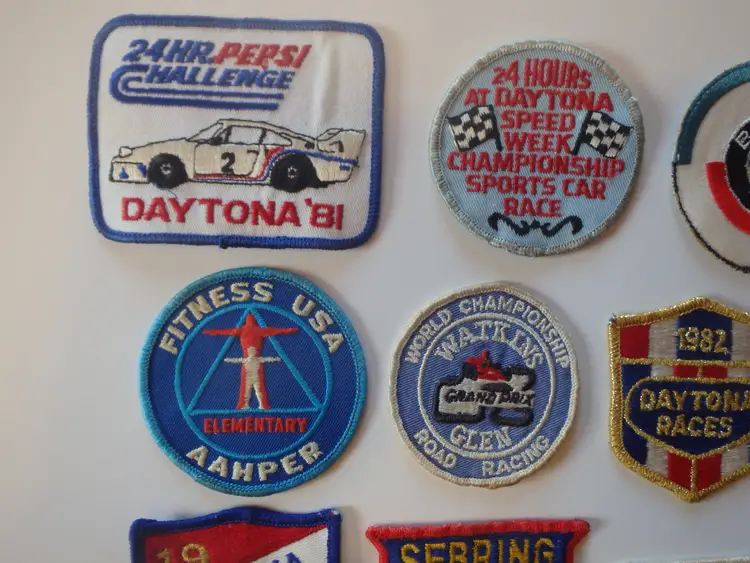 24HR. PEPSI
CHALLENGE
2
DAYTONA '81
24 HOURS
AT DAYTONA
SPEED
WEEK
CHAMPIONSHIP
SPORTS CAR
RACE
FITNESS USA
ELEMENTARY
AAHPER
WORLD CHAMPIONSHIP
WATKINS
GRAND PRIX
GLEN
ROAD RACING
1982
DAYTONA
RACES
19
SEBRING